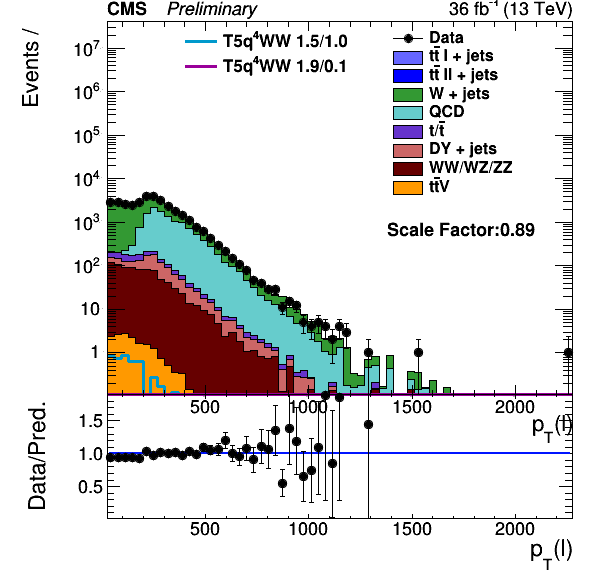 CMS Preliminary 36 fb⁻¹ (13 TeV)
Events /
T5q⁴WW 1.5/1.0
T5q⁴WW 1.9/0.1
Data
tt̄ l + jets
tt̄ ll + jets
W + jets
QCD
t/t̄
DY + jets
WW/WZ/ZZ
tt̄V
Scale Factor:0.89
10⁷
10⁶
10⁵
10⁴
10³
10²
10
1
500 1000 1500 2000
p_T(l)
Data/Pred.
1.5
1.0
0.5
500 1000 1500 2000
p_T(l)